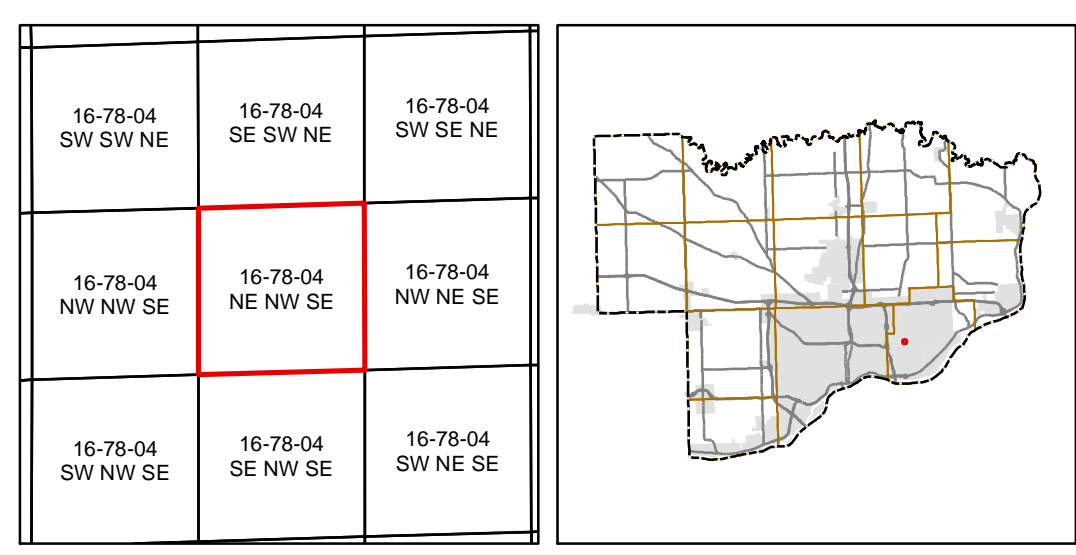 16-78-04
SW SW NE
16-78-04
SE SW NE
16-78-04
SW SE NE
16-78-04
NW NW SE
16-78-04
NE NW SE
16-78-04
NW NE SE
16-78-04
SW NW SE
16-78-04
SE NW SE
16-78-04
SW NE SE